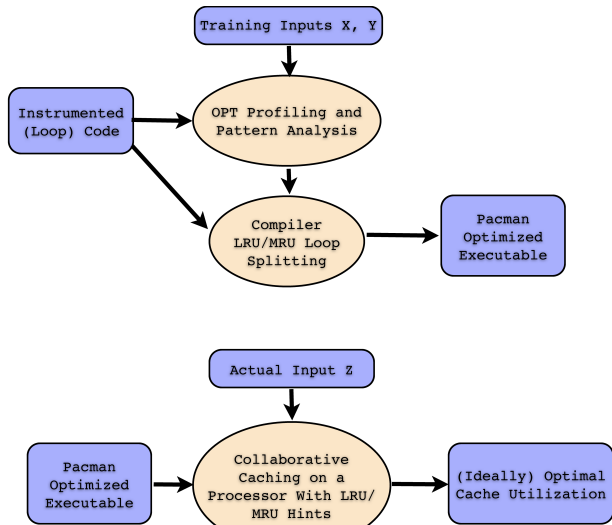 Training Inputs X, Y
OPT Profiling and
Pattern Analysis
Instrumented
(Loop) Code
Compiler
LRU/MRU Loop
Splitting
Pacman
Optimized
Executable
Actual Input Z
Pacman
Optimized
Executable
Collaborative
Caching on a
Processor With LRU/
MRU Hints
(Ideally) Optimal
Cache Utilization